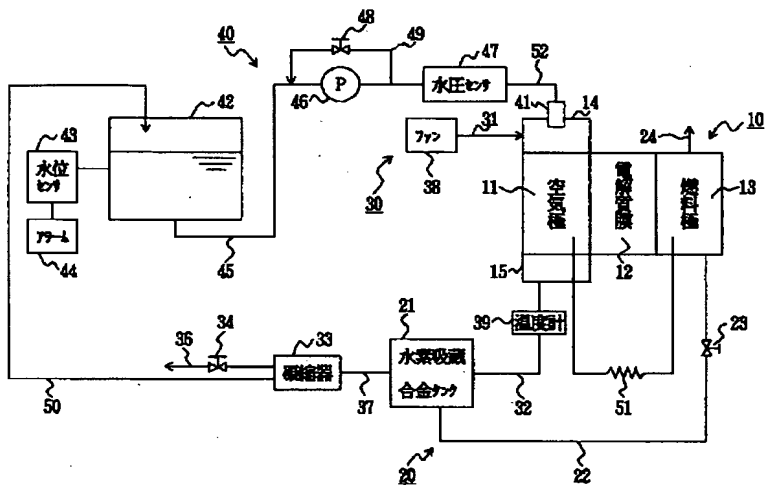 48
40
49
47
52
42
P
水圧センサ
41
14
43
46
31
24
10
水位
センサ
ファン
11
空気極
電解質膜
燃料極
13
30
38
アラーム
44
45
15
12
21
39
温度計
23
36
34
33
水素吸蔵
合金タンク
凝縮器
50
37
32
51
20
22